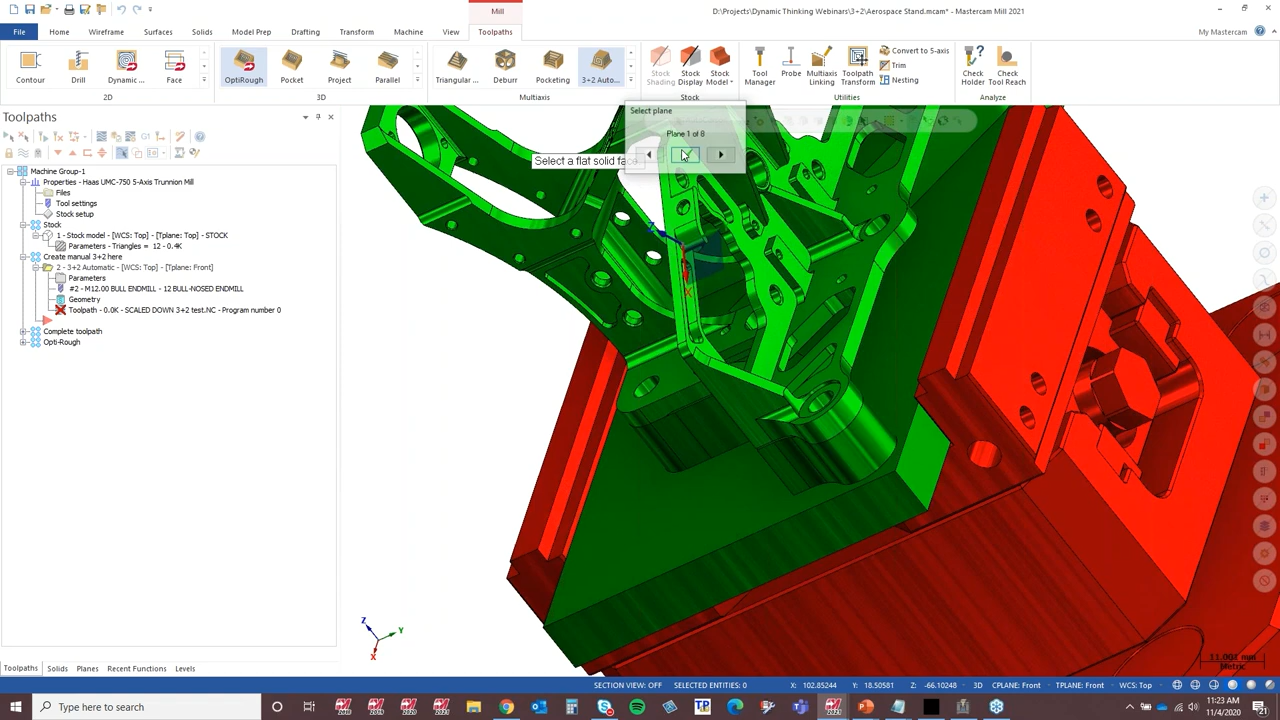 D:\Projects\Dynamic Thinking Webinars\3+2\Aerospace Stand.mcam* - Mastercam Mill 2021
Mill
File Home Wireframe Surfaces Solids Model Prep Drafting Transform Machine View Toolpaths My Mastercam
Contour Drill Dynamic ... Face OptiRough Pocket Project Parallel Triangular ... Deburr Pocketing 3+2 Auto... Stock Shading Stock Display Stock Model Tool Manager Probe Multiaxis Linking Toolpath Transform Convert to 5-axis Trim Nesting Check Holder Check Tool Reach
2D 3D Multiaxis Stock Utilities Analyze
Toolpaths
Select plane
Plane 1 of 8
Select a flat solid face
G1
Machine Group-1
Properties - Haas UMC-750 5-Axis Trunnion Mill
Files
Tool settings
Stock setup
Stock
1 - Stock model - [WCS: Top] - [Tplane: Top] - STOCK
Parameters - Triangles = 12 - 0.4K
Create manual 3+2 here
2 - 3+2 Automatic - [WCS: Top] - [Tplane: Front]
Parameters
#2 - M12.00 BULL ENDMILL - 12 BULL-NOSED ENDMILL
Geometry
Toolpath - 0.0K - SCALED DOWN 3+2 test.NC - Program number 0
Complete toolpath
Opti-Rough
Z
X
Z Y
X
11.003 mm
Metric
Toolpaths Solids Planes Recent Functions Levels
SECTION VIEW: OFF SELECTED ENTITIES: 0 X: 102.85244 Y: 18.50581 Z: -66.10248 3D CPLANE: Front TPLANE: Front WCS: Top
Type here to search
11:23 AM
11/4/2020